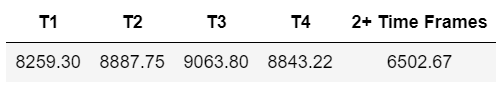 T1 T2 T3 T4 2+ Time Frames
8259.30 8887.75 9063.80 8843.22 6502.67